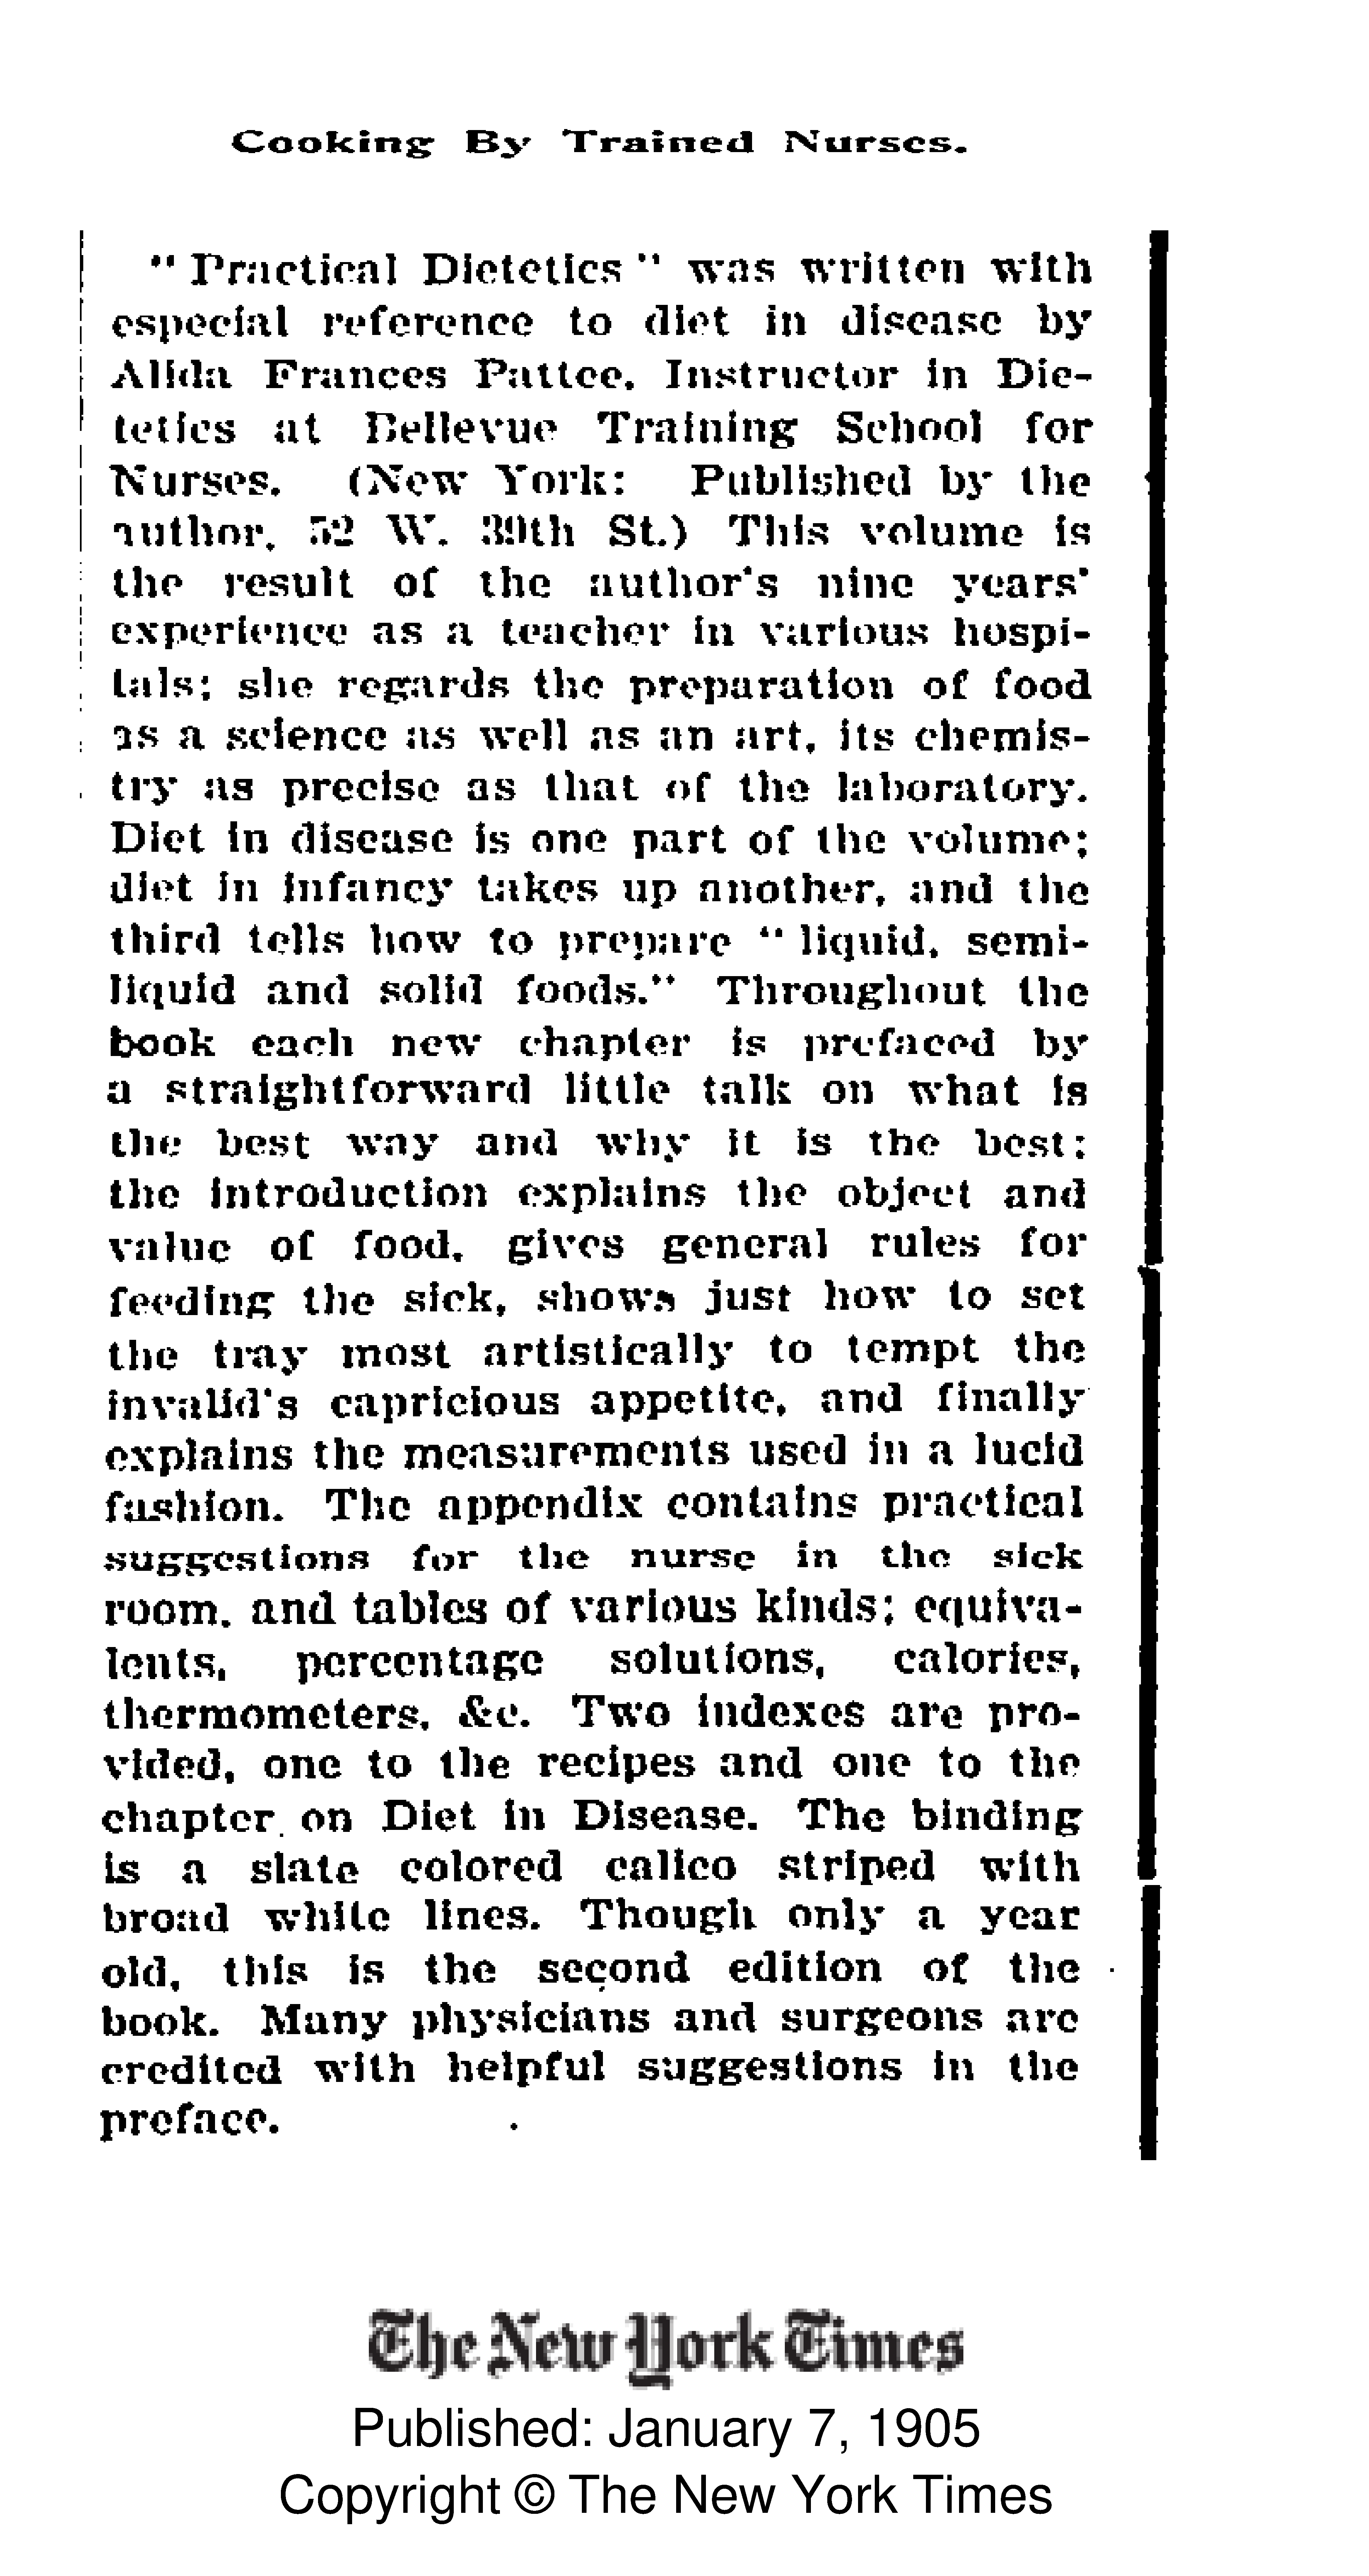 Cooking By Trained Nurses.
" Practical Dietetics " was written with
especial reference to diet in disease by
Alida Frances Pattee, Instructor in Die-
tetics at Bellevue Training School for
Nurses. (New York: Published by the
author, 52 W. 39th St.) This volume is
the result of the author's nine years'
experience as a teacher in various hospi-
tals; she regards the preparation of food
as a science as well as an art, its chemis-
try as precise as that of the laboratory.
Diet in disease is one part of the volume;
diet in infancy takes up another, and the
third tells how to prepare " liquid, semi-
liquid and solid foods." Throughout the
book each new chapter is prefaced by
a straightforward little talk on what is
the best way and why it is the best;
the introduction explains the object and
value of food, gives general rules for
feeding the sick, shows just how to set
the tray most artistically to tempt the
invalid's capricious appetite, and finally
explains the measurements used in a lucid
fashion. The appendix contains practical
suggestions for the nurse in the sick
room, and tables of various kinds; equiva-
lents, percentage solutions, calories,
thermometers, &c. Two indexes are pro-
vided, one to the recipes and one to the
chapter on Diet in Disease. The binding
is a slate colored calico striped with
broad white lines. Though only a year
old, this is the second edition of the
book. Many physicians and surgeons are
credited with helpful suggestions in the
preface.
The New York Times
Published: January 7, 1905
Copyright © The New York Times